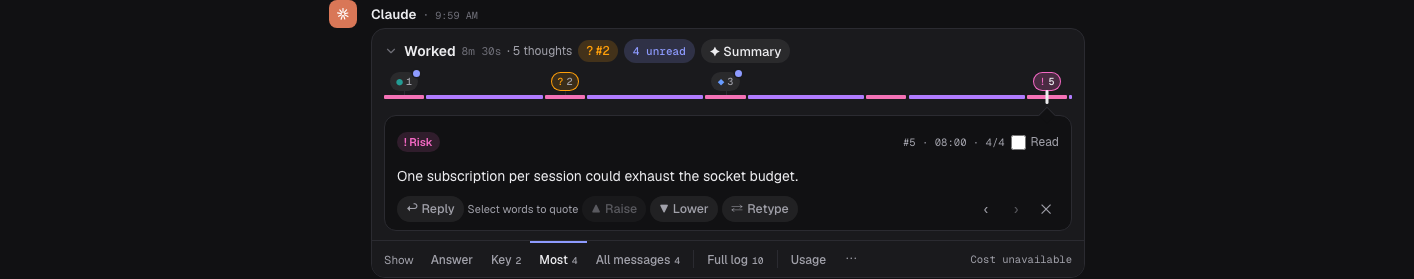 Claude · 9:59 AM
Worked 8m 30s · 5 thoughts ? #2 4 unread ✦ Summary
● 1 ? 2 ◆ 3 ! 5
! Risk #5 · 08:00 · 4/4 Read
One subscription per session could exhaust the socket budget.
↩ Reply Select words to quote ▲ Raise ▼ Lower ⇄ Retype ‹ › ×
Show Answer Key 2 Most 4 All messages 4 Full log 10 Usage ··· Cost unavailable